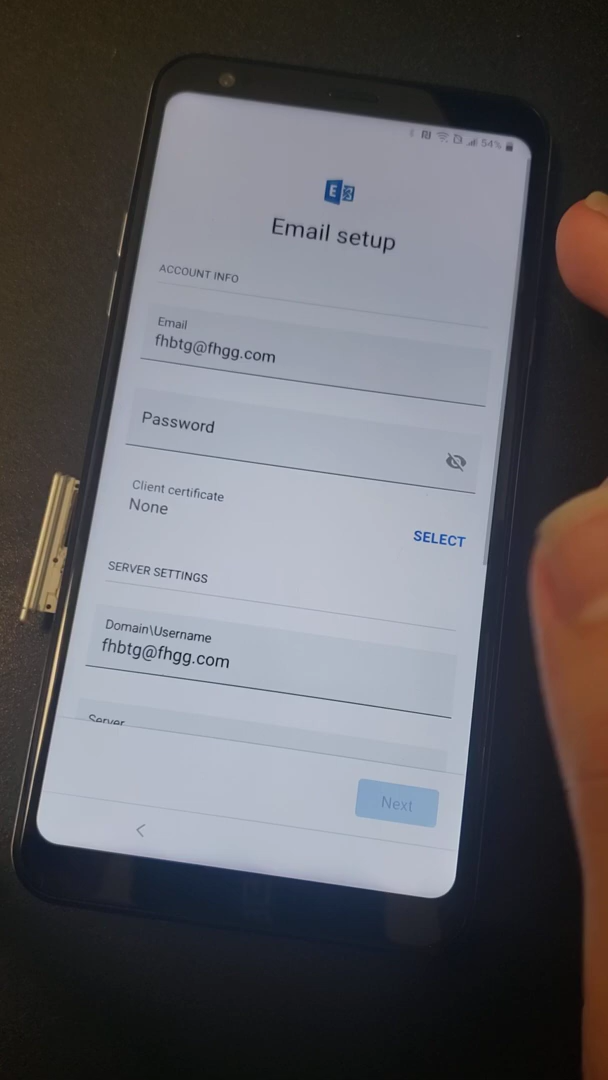 54%
E
Email setup
ACCOUNT INFO
Email
fhbtg@fhgg.com
Password
Client certificate
None
SELECT
SERVER SETTINGS
Domain\Username
fhbtg@fhgg.com
Server
Next